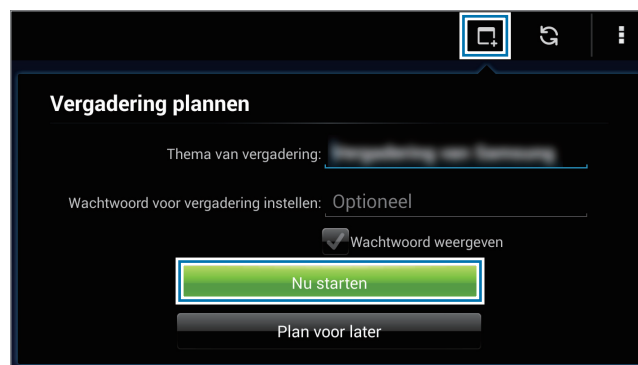 Vergadering plannen
Thema van vergadering:
Wachtwoord voor vergadering instellen: Optioneel
Wachtwoord weergeven
Nu starten
Plan voor later